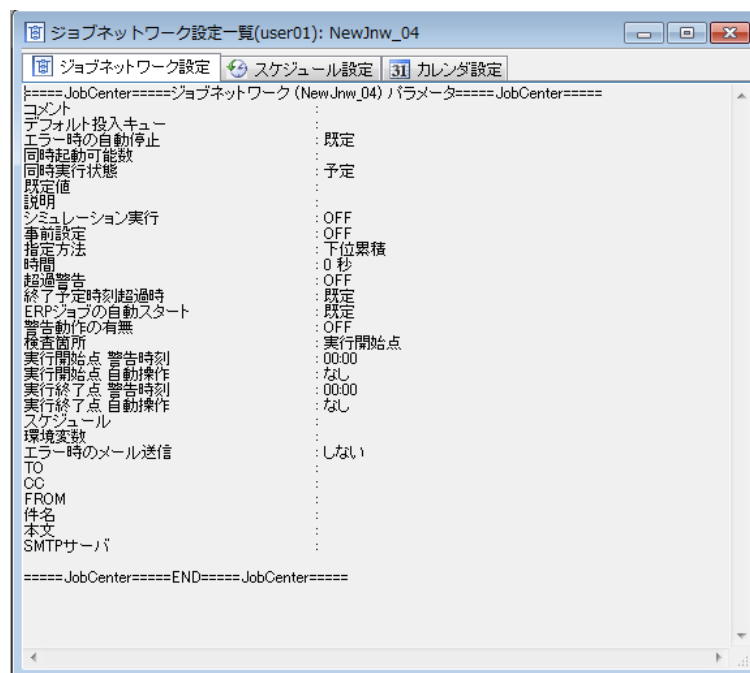 ジョブネットワーク設定一覧(user01): NewJnw_04
ジョブネットワーク設定 スケジュール設定 31 カレンダ設定
=====JobCenter=====ジョブネットワーク (NewJnw_04) パラメータ=====JobCenter=====
コメント :
デフォルト投入キュー :
エラー時の自動停止 : 既定
同時起動可能数 :
同時実行状態 : 予定
既定値 :
説明 :
シミュレーション実行 : OFF
事前設定 : OFF
指定方法 : 下位累積
時間 : 0 秒
超過警告 : OFF
終了予定時刻超過時 : 既定
ERPジョブの自動スタート : 既定
警告動作の有無 : OFF
検査箇所 : 実行開始点
実行開始点 警告時刻 : 00:00
実行開始点 自動操作 : なし
実行終了点 警告時刻 : 00:00
実行終了点 自動操作 : なし
スケジュール :
環境変数 :
エラー時のメール送信 : しない
TO :
CC :
FROM :
件名 :
本文 :
SMTPサーバ :
=====JobCenter=====END=====JobCenter=====